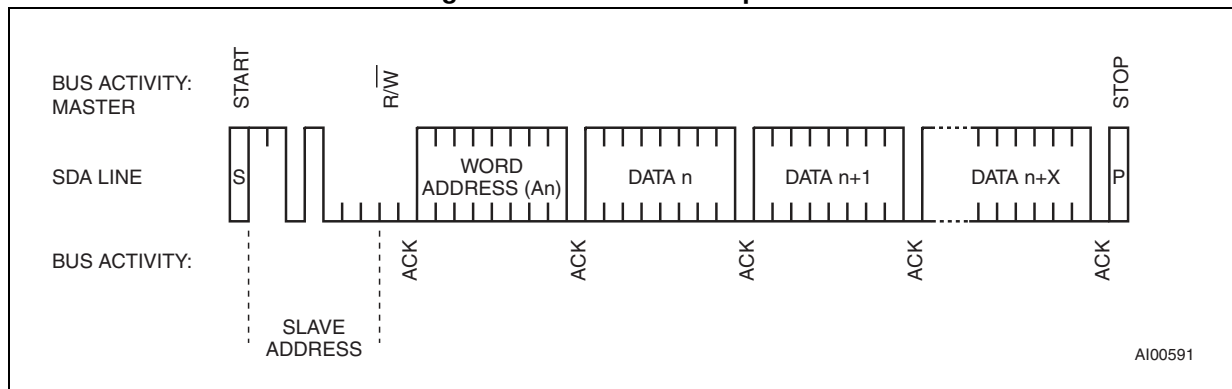 BUS ACTIVITY:
MASTER
START
R/W
STOP
SDA LINE
S
WORD
ADDRESS (An)
DATA n
DATA n+1
DATA n+X
P
BUS ACTIVITY:
ACK
ACK
ACK
ACK
ACK
SLAVE
ADDRESS
AI00591